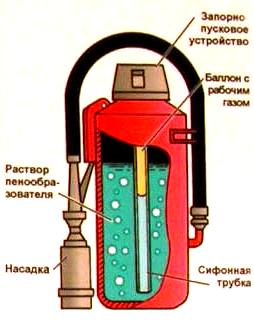 Запорно
пусковое
устройство
Баллон с
рабочим
газом
Раствор
пенообра-
зователя
Насадка
Сифонная
трубка